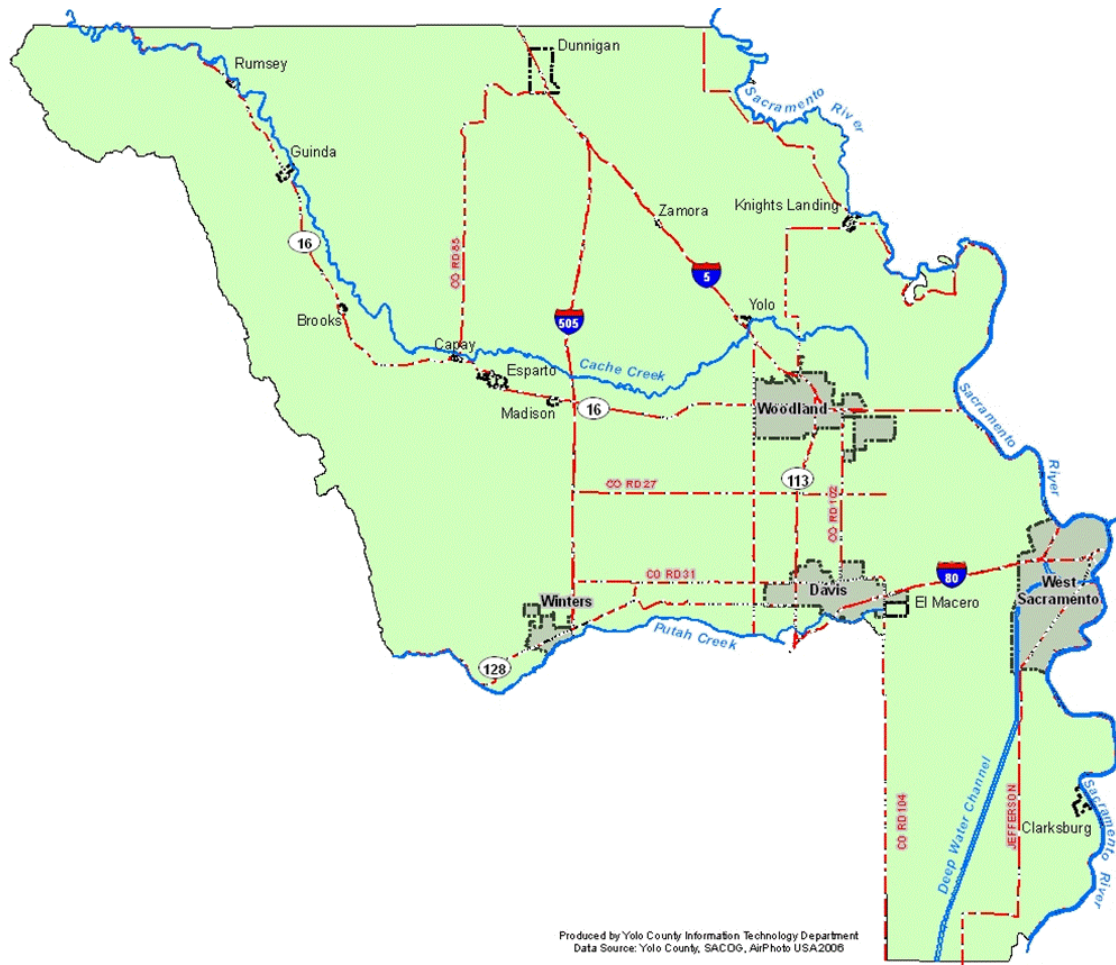 Dunnigan
Rumsey
Sacramento
River
Guinda
Zamora
Knights Landing
16
CO RD 85
5
Brooks
505
Yolo
Capay
Esparto
Cache Creek
Madison
16
Woodland
Sacramento
River
113
CO RD 27
CO RD 102
CO RD 31
80
Davis
West
Sacramento
Winters
El Macero
Putah Creek
128
CO RD 104
Deep Water Channel
JEFFERSON
Clarksburg
Sacramento River
Produced by Yolo County Information Technology Department
Data Source: Yolo County, SACOG, AirPhoto USA 2006